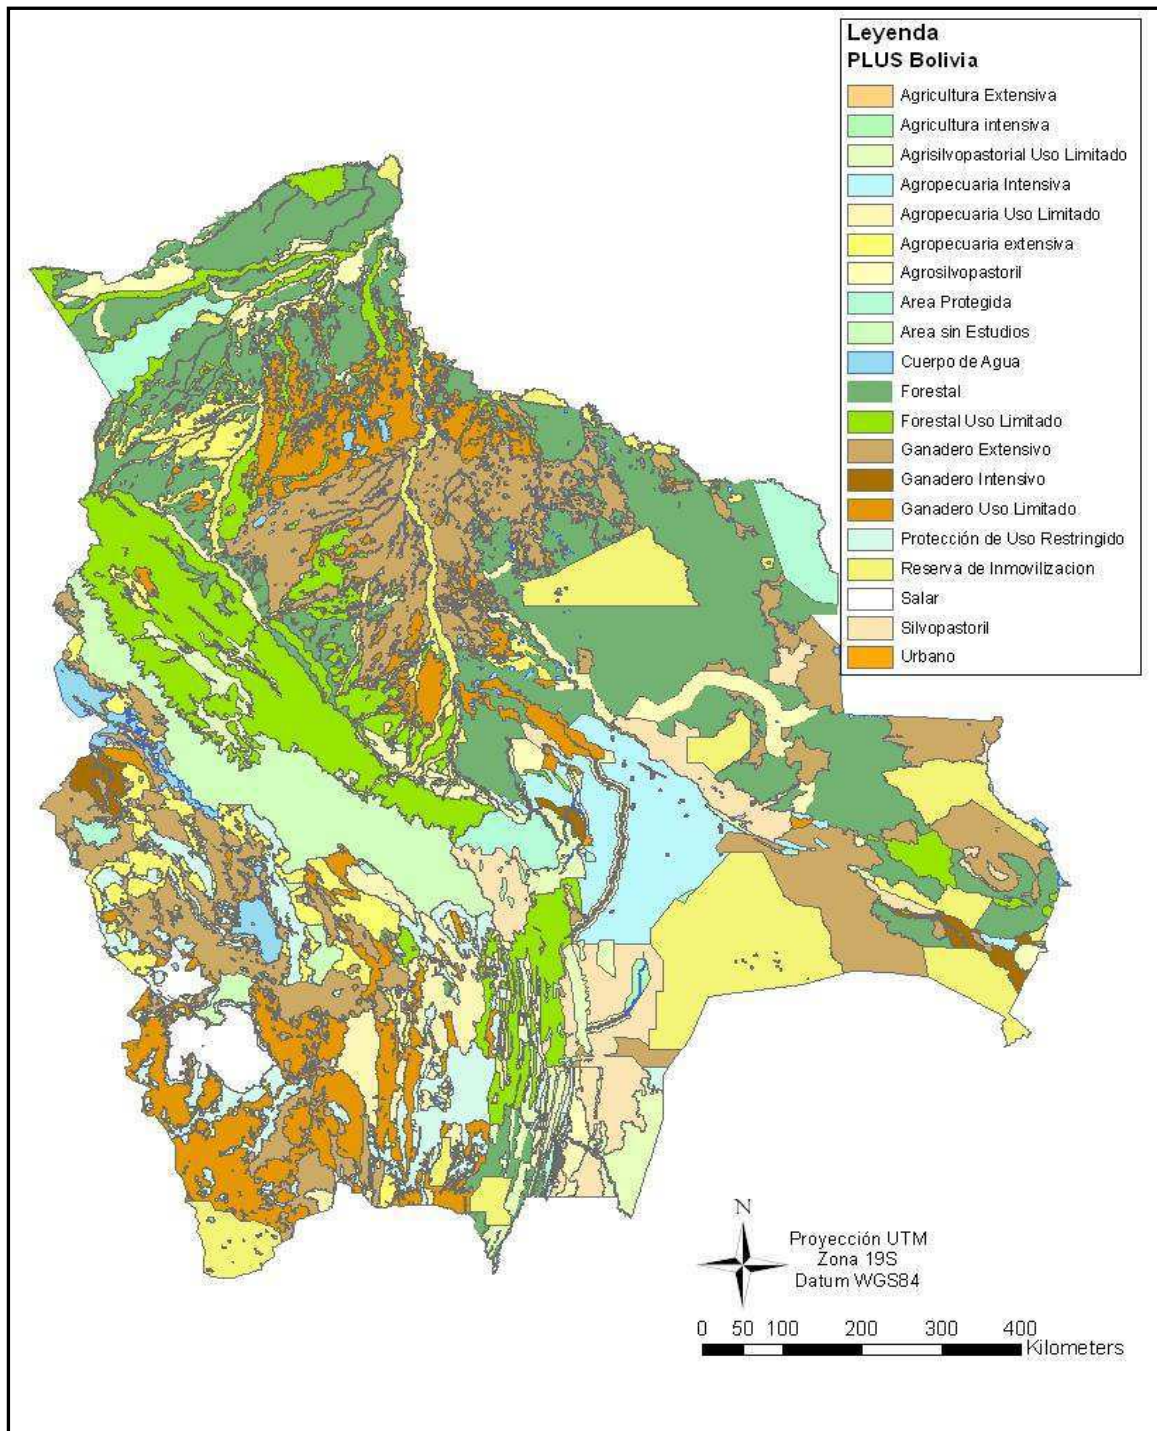 Leyenda
PLUS Bolivia
Agricultura Extensiva
Agricultura intensiva
Agrisilvopastorial Uso Limitado
Agropecuaria Intensiva
Agropecuaria Uso Limitado
Agropecuaria extensiva
Agrosilvopastoril
Area Protegida
Area sin Estudios
Cuerpo de Agua
Forestal
Forestal Uso Limitado
Ganadero Extensivo
Ganadero Intensivo
Ganadero Uso Limitado
Protección de Uso Restringido
Reserva de Inmovilizacion
Salar
Silvopastoril
Urbano
N
Proyección UTM
Zona 19S
Datum WGS84
0 50 100 200 300 400
Kilometers